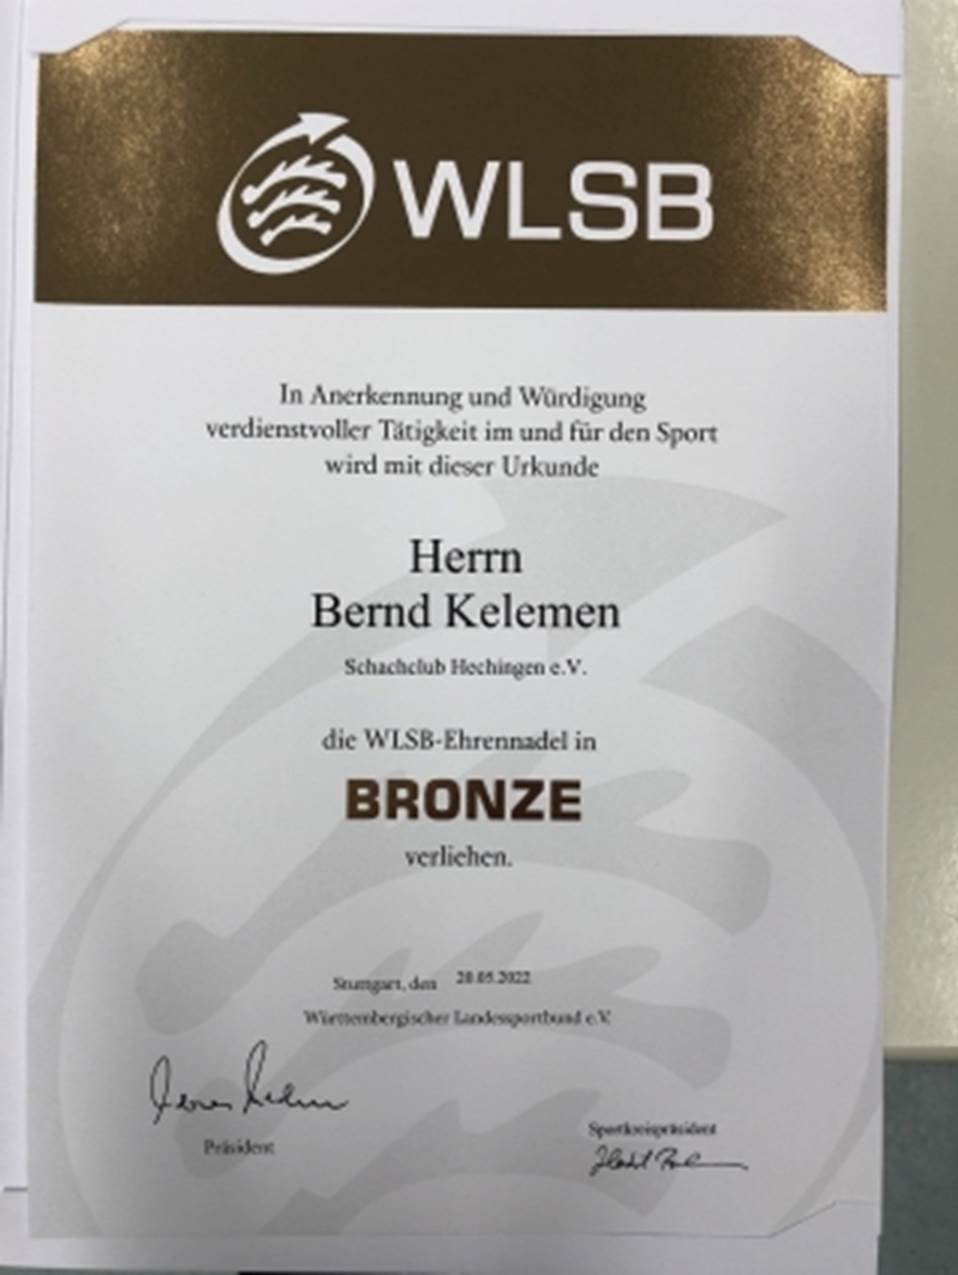 WLSB
In Anerkennung und Würdigung
verdienstvoller Tätigkeit im und für den Sport
wird mit dieser Urkunde
Herrn
Bernd Kelemen
Schachclub Hechingen e.V.
die WLSB-Ehrennadel in
BRONZE
verliehen.
Stuttgart, den 20.05.2022
Württembergischer Landessportbund e.V.
Präsident
Sportkreispräsident